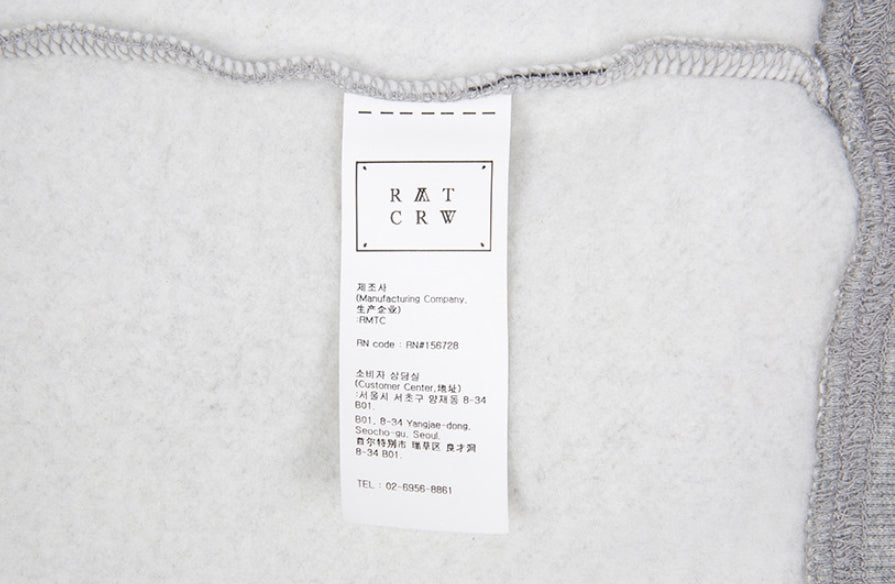 RMT
CRW
제조사
(Manufacturing Company,
生产企业)
:RMTC
RN code : RN#156728
소비자 상담실
(Customer Center,地址)
:서울시 서초구 양재동 8-34
B01.
B01, 8-34 Yangjae-dong,
Seocho-gu, Seoul.
首尔特别市 瑞草区 良才洞
8-34 B01.
TEL : 02-6956-8861